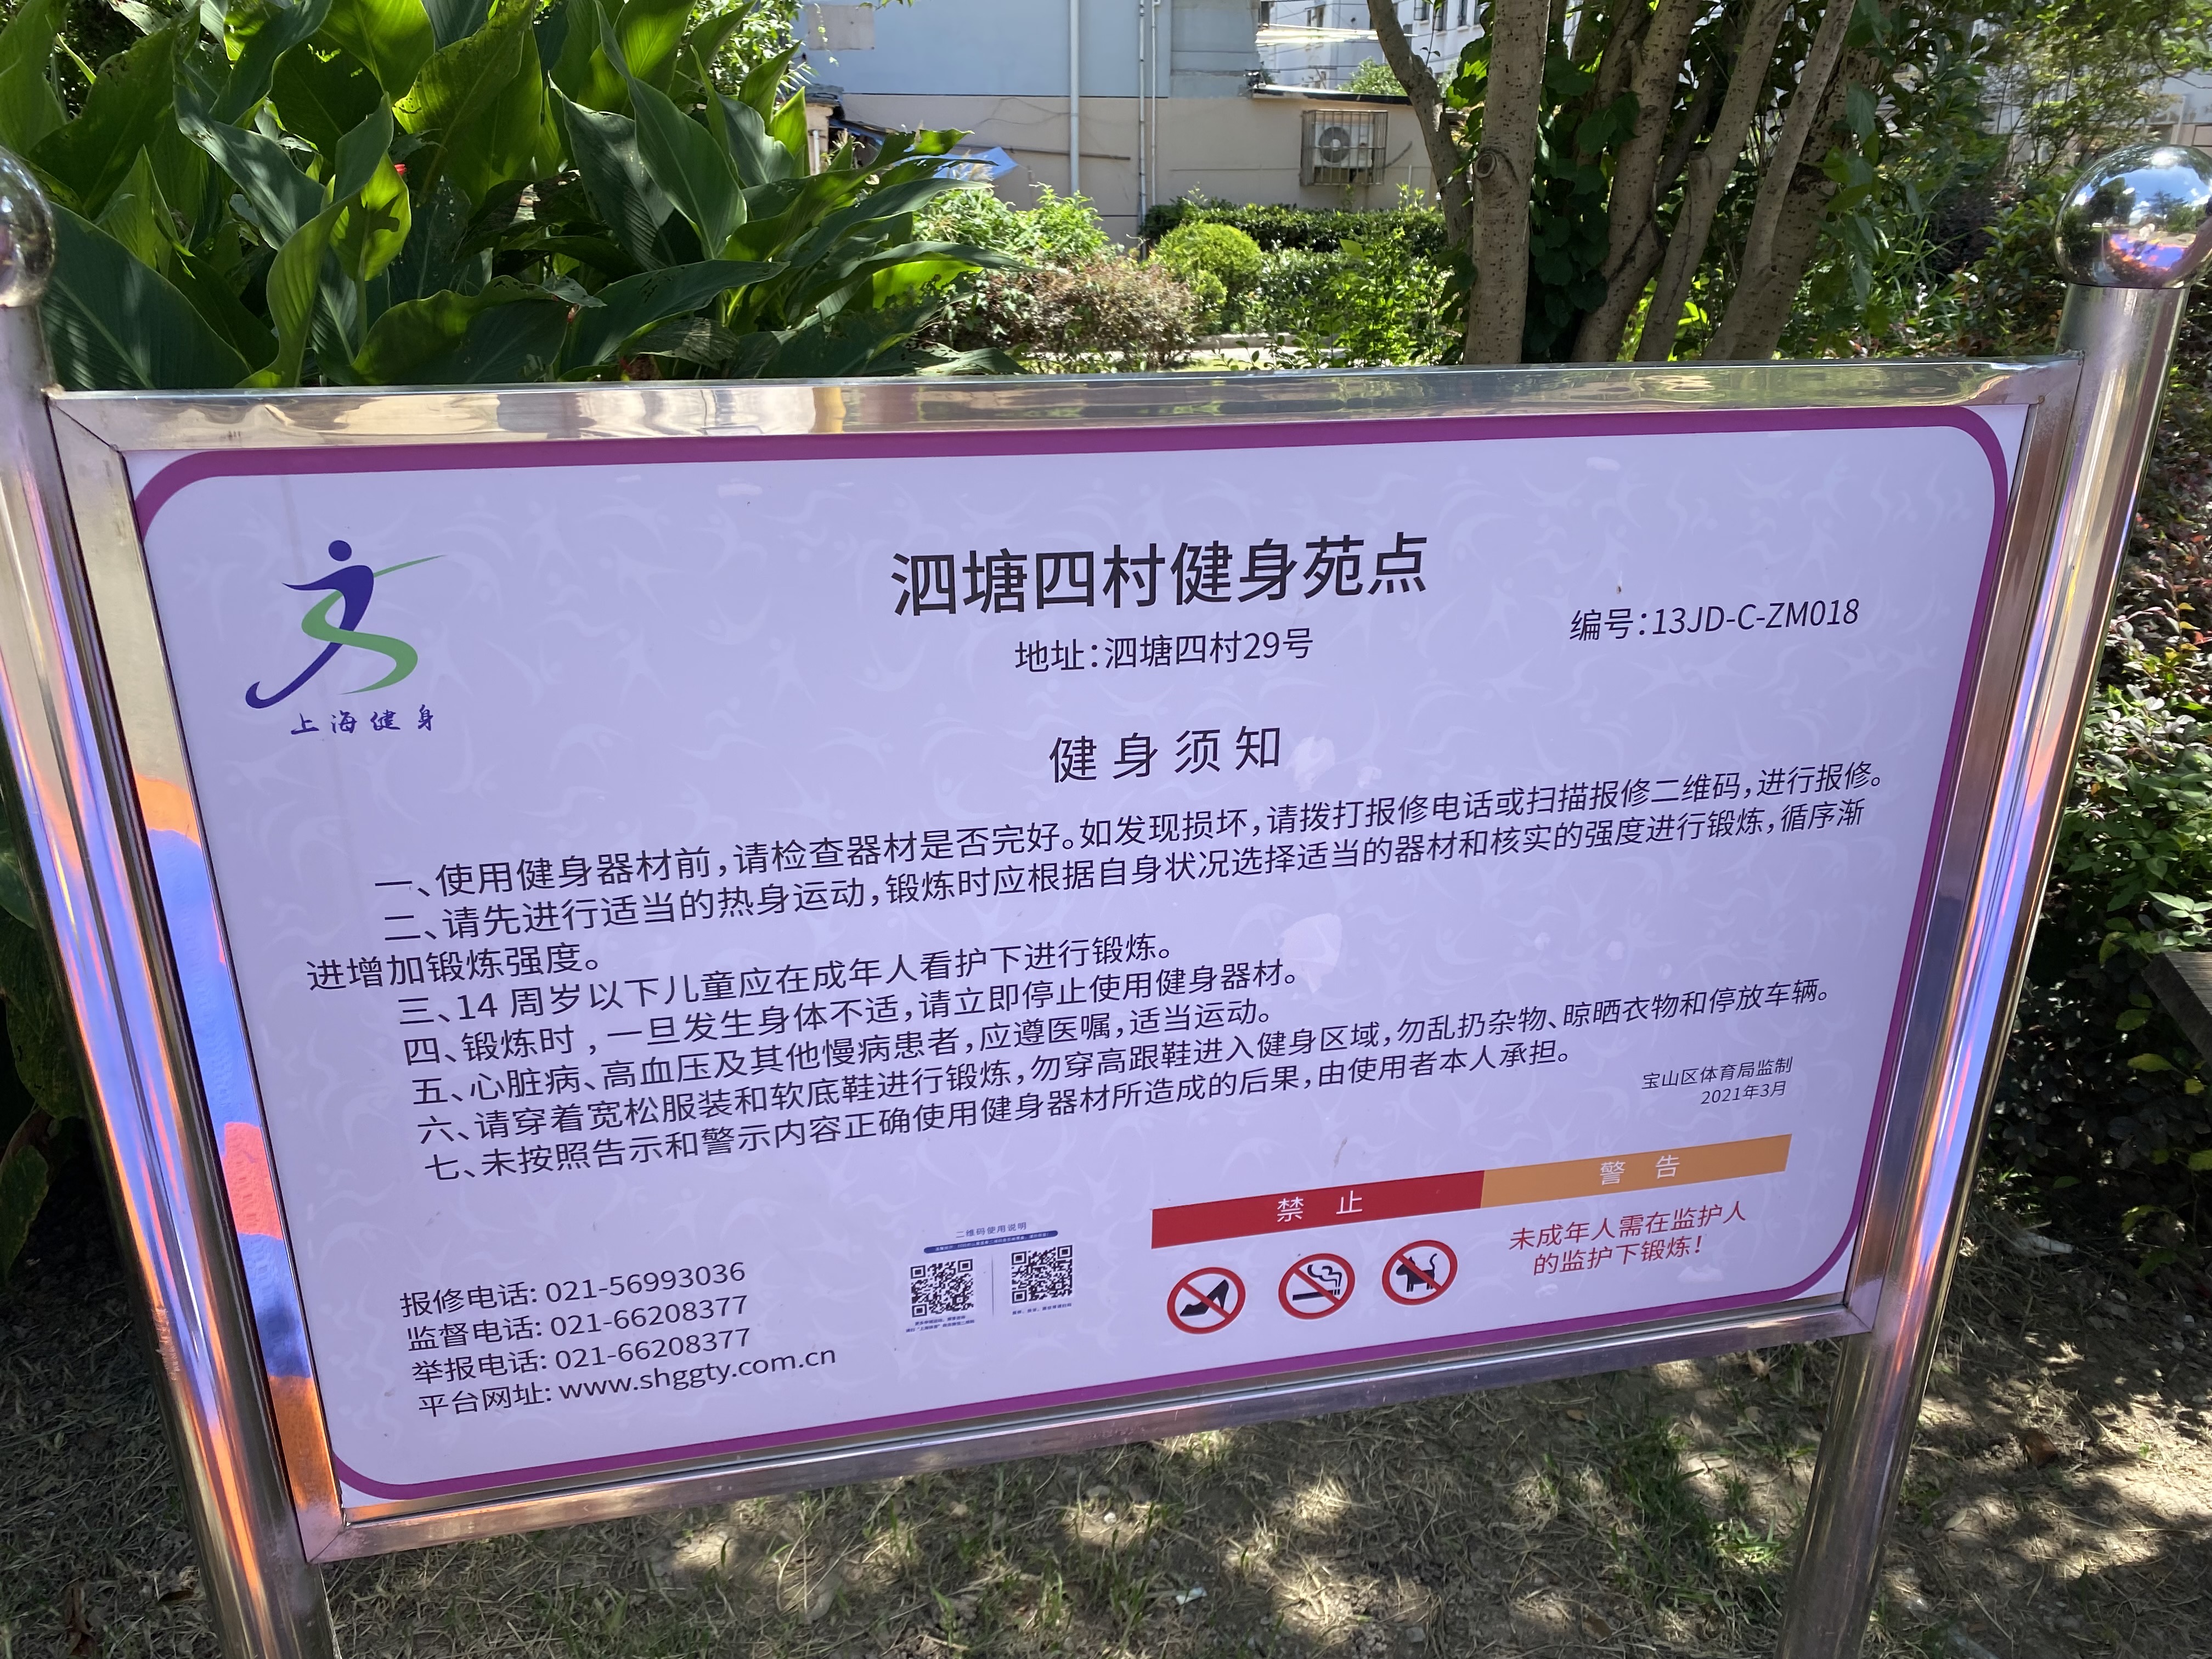 上海健身
泗塘四村健身苑点
地址：泗塘四村29号
编号：13JD-C-ZM018
健身须知
一、使用健身器材前，请检查器材是否完好。如发现损坏，请拨打报修电话或扫描报修二维码，进行报修。
二、请先进行适当的热身运动，锻炼时应根据自身状况选择适当的器材和核实的强度进行锻炼，循序渐
进增加锻炼强度。
三、14 周岁以下儿童应在成年人看护下进行锻炼。
四、锻炼时，一旦发生身体不适，请立即停止使用健身器材。
五、心脏病、高血压及其他慢病患者，应遵医嘱，适当运动。
六、请穿着宽松服装和软底鞋进行锻炼，勿穿高跟鞋进入健身区域，勿乱扔杂物、晾晒衣物和停放车辆。
七、未按照告示和警示内容正确使用健身器材所造成的后果，由使用者本人承担。
宝山区体育局监制
2021年3月
报修电话: 021-56993036
监督电话: 021-66208377
举报电话: 021-66208377
平台网址: www.shggty.com.cn
二维码使用说明
禁 止
警 告
未成年人需在监护人
的监护下锻炼！